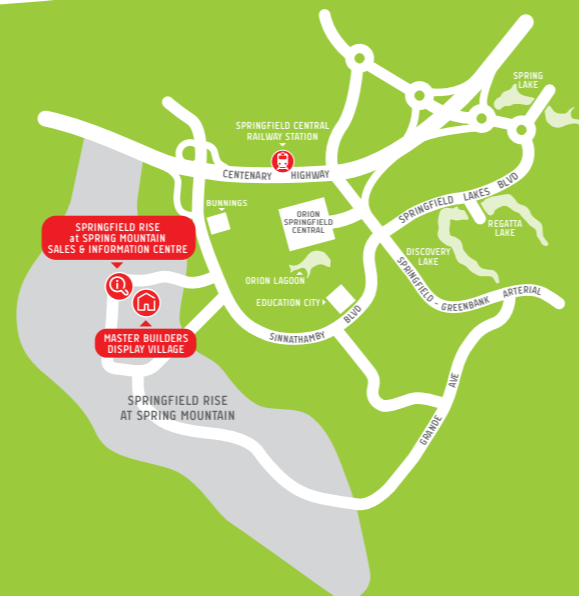 SPRING
LAKE
SPRINGFIELD CENTRAL
RAILWAY STATION
CENTENARY HIGHWAY
SPRINGFIELD LAKES BLVD
BUNNINGS
ORION
SPRINGFIELD
CENTRAL
REGATTA
LAKE
SPRINGFIELD RISE
at SPRING MOUNTAIN
SALES & INFORMATION CENTRE
DISCOVERY
LAKE
ORION LAGOON
SPRINGFIELD - GREENBANK ARTERIAL
EDUCATION CITY
SINNATHAMBY BLVD
MASTER BUILDERS
DISPLAY VILLAGE
SPRINGFIELD RISE
AT SPRING MOUNTAIN
GRANDE AVE